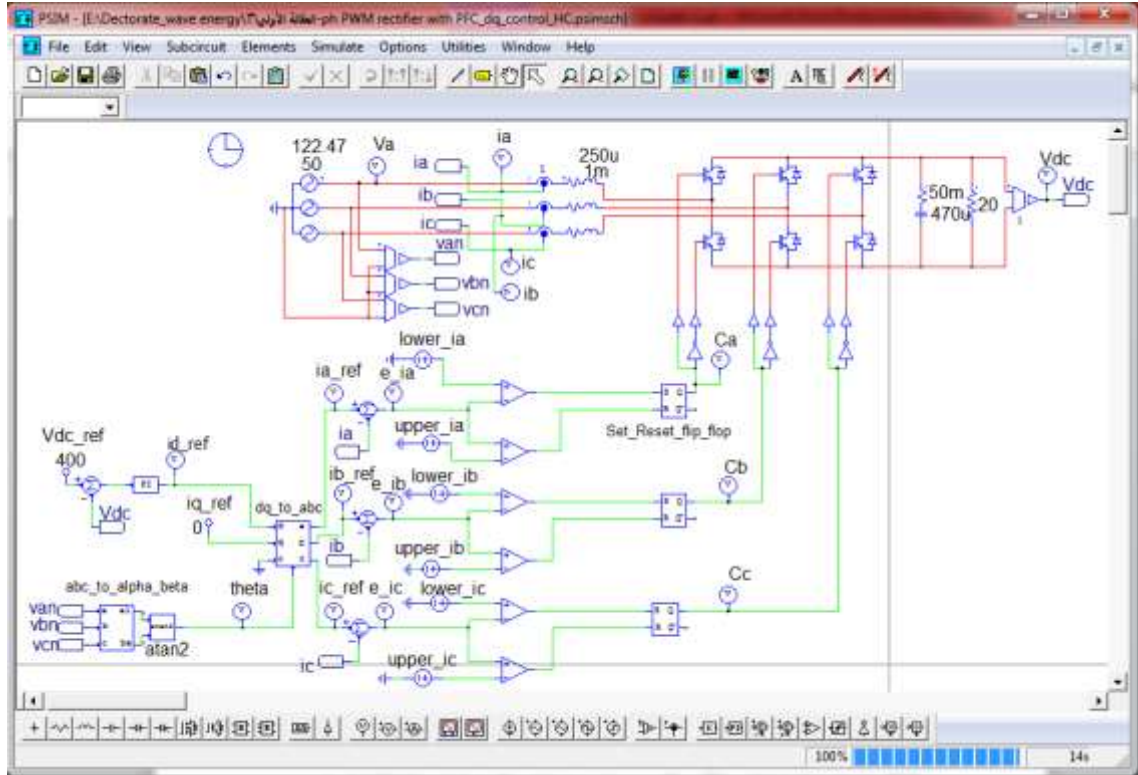 PSIM - [E:\Dectorate_wave energy\المقالة الأولي\٣-ph PWM rectifier with PFC_dq_control_HC.psimsch]
File Edit View Subcircuit Elements Simulate Options Utilities Window Help
122.47
50
Va
ia
ia
250u
1m
Vdc
Vdc
ib
50m
470u
20
ic
van
ic
vbn
ib
vcn
lower_ia
Ca
ia_ref
e_ia
upper_ia
Set_Reset_flip_flop
ia
Vdc_ref
400
id_ref
PI
Vdc
ib_ref
e_ib
lower_ib
Cb
iq_ref
0
dq_to_abc
ib
upper_ib
abc_to_alpha_beta
theta
ic_ref
e_ic
lower_ic
Cc
van
vbn
vcn
atan2
ic
upper_ic
100%
14s